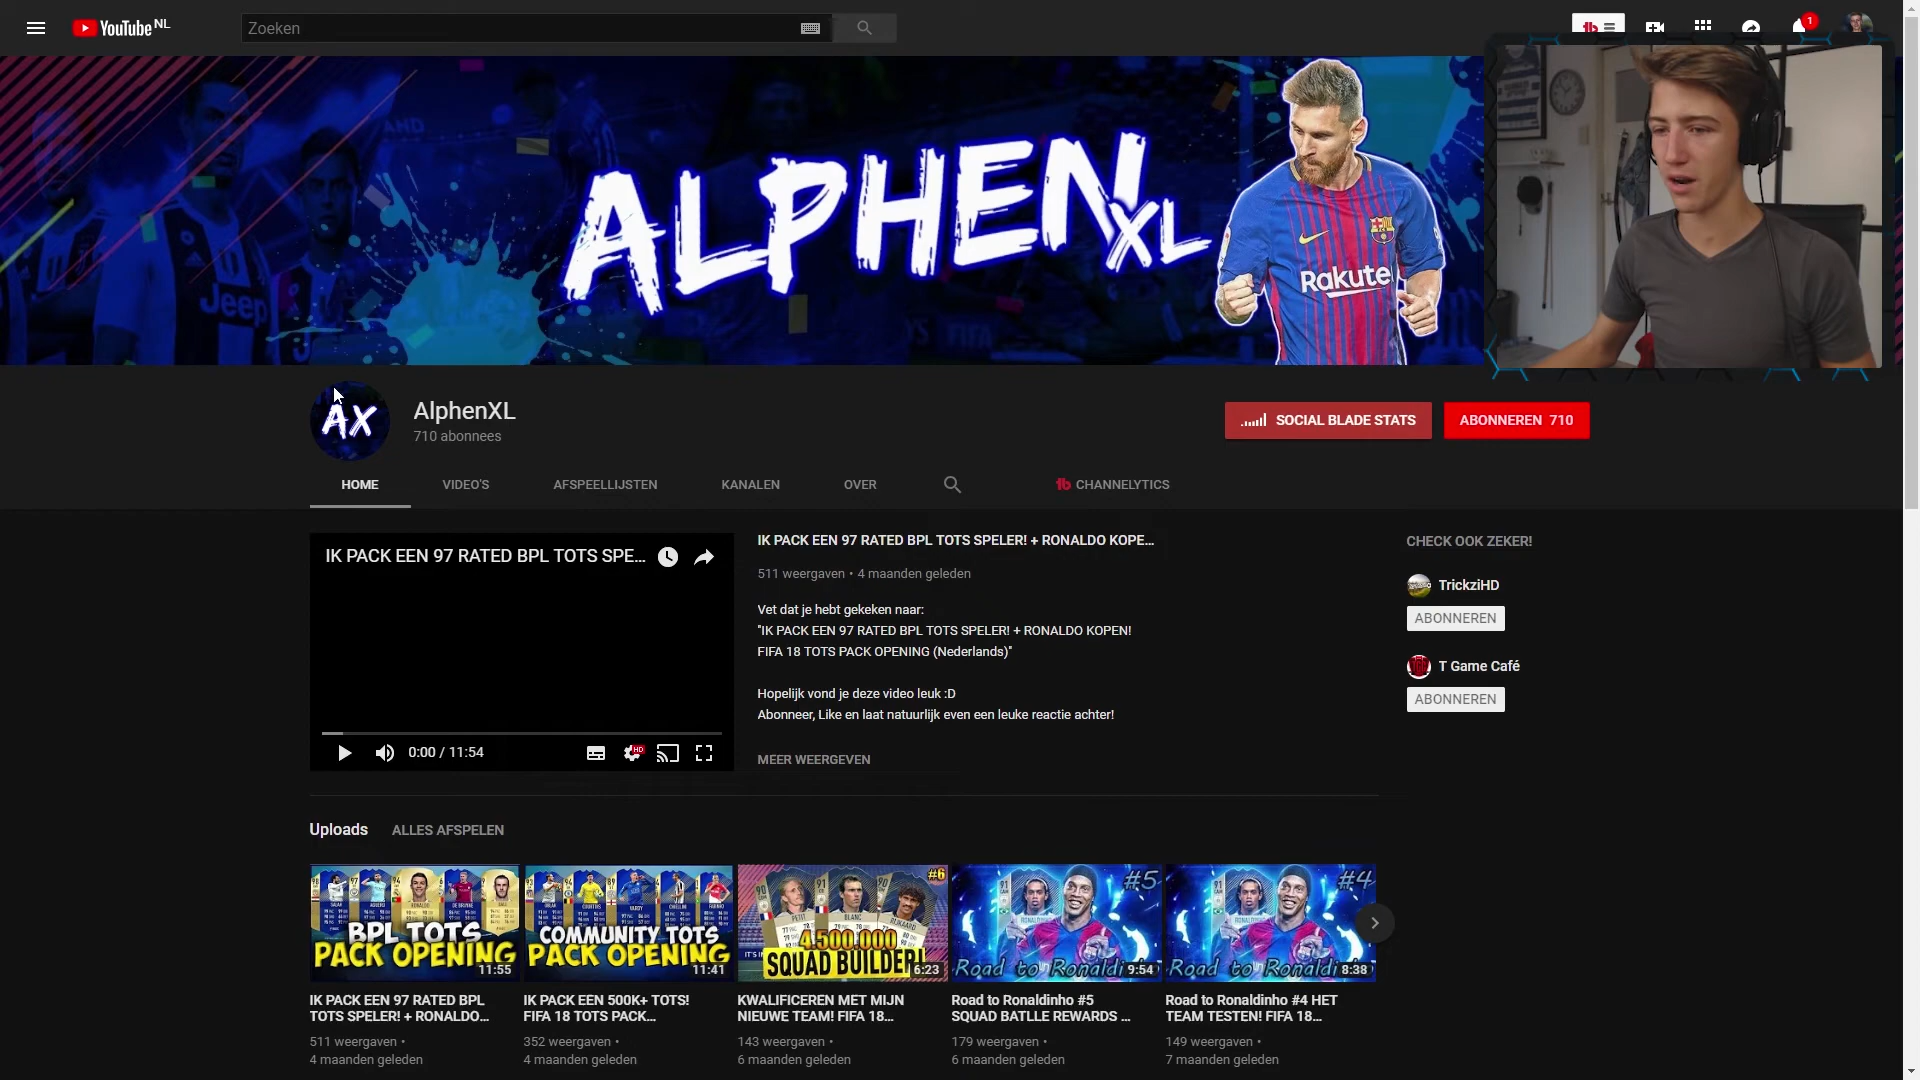 YouTube NL
Zoeken
1
ALPHEN XL
Jeep
Rakuten
AX
AlphenXL
710 abonnees
SOCIAL BLADE STATS
ABONNEREN 710
HOME
VIDEO'S
AFSPEELLIJSTEN
KANALEN
OVER
CHANNELYTICS
IK PACK EEN 97 RATED BPL TOTS SPE...
0:00 / 11:54
HD
IK PACK EEN 97 RATED BPL TOTS SPELER! + RONALDO KOPE...
511 weergaven • 4 maanden geleden
Vet dat je hebt gekeken naar:
"IK PACK EEN 97 RATED BPL TOTS SPELER! + RONALDO KOPEN!
FIFA 18 TOTS PACK OPENING (Nederlands)"
Hopelijk vond je deze video leuk :D
Abonneer, Like en laat natuurlijk even een leuke reactie achter!
MEER WEERGEVEN
CHECK OOK ZEKER!
TrickziHD
ABONNEREN
T Game Café
ABONNEREN
Uploads
ALLES AFSPELEN
BPL TOTS
PACK OPENING
11:55
IK PACK EEN 97 RATED BPL
TOTS SPELER! + RONALDO...
511 weergaven •
4 maanden geleden
COMMUNITY TOTS
PACK OPENING
11:41
IK PACK EEN 500K+ TOTS!
FIFA 18 TOTS PACK...
352 weergaven •
4 maanden geleden
#6
PETIT
BLANC
RIJKAARD
4.500.000
SQUAD BUILDER!
6:23
KWALIFICEREN MET MIJN
NIEUWE TEAM! FIFA 18...
143 weergaven •
6 maanden geleden
#5
Road to Ronaldinho
9:54
Road to Ronaldinho #5
SQUAD BATLLE REWARDS ...
179 weergaven •
6 maanden geleden
#4
Road to Ronaldinho
8:38
Road to Ronaldinho #4 HET
TEAM TESTEN! FIFA 18...
149 weergaven •
7 maanden geleden